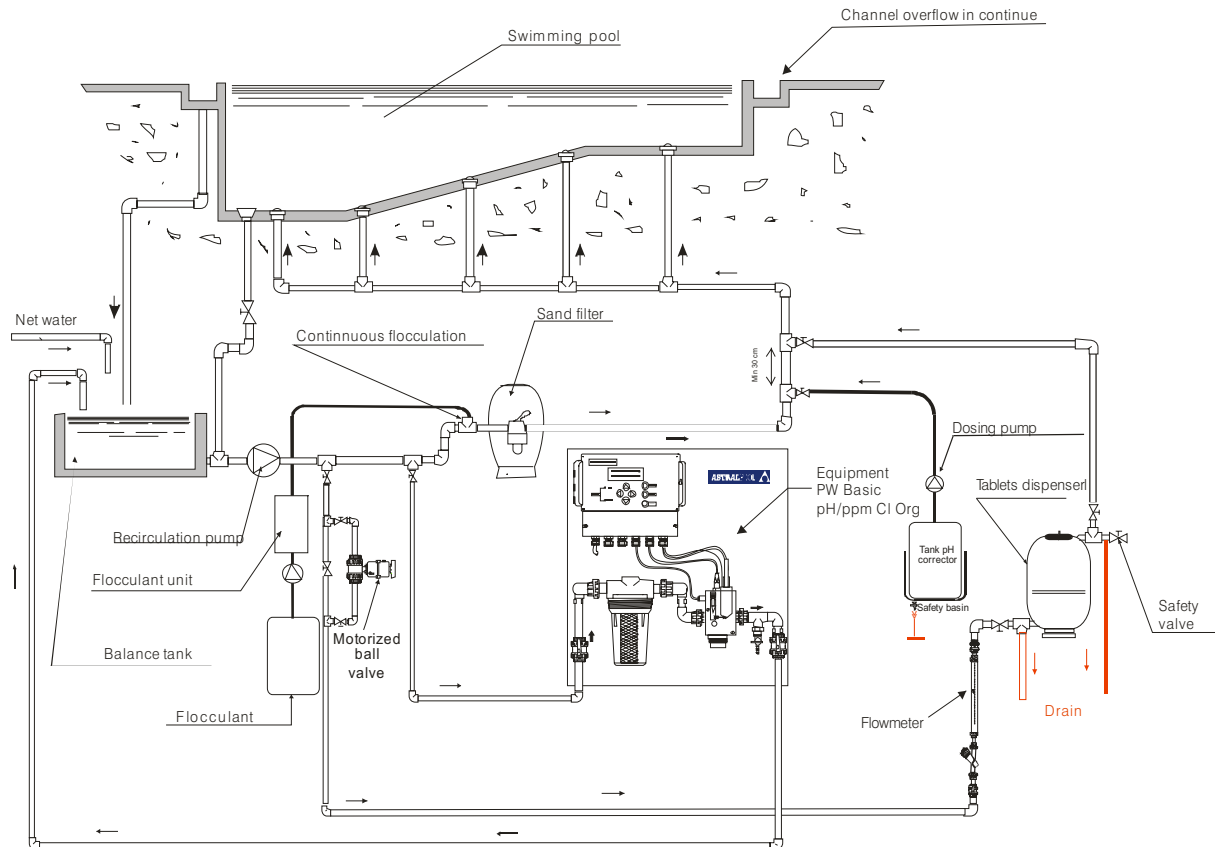 Channel overflow in continue
Swimming pool
Net water
Continnuous flocculation
Sand filter
Min 30 cm
Dosing pump
Equipment
PW Basic
pH/ppm Cl Org
Tablets dispenserl
Recirculation pump
Tank pH
corrector
Flocculant unit
Safety basin
Safety
valve
Motorized
ball
valve
Balance tank
Flocculant
Flowmeter
Drain